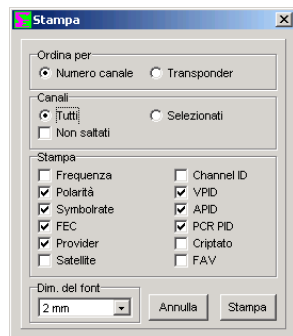 Stampa
Ordina per
Numero canale Transponder
Canali
Tutti Selezionati
Non saltati
Stampa
Frequenza Channel ID
Polarità VPID
Symbolrate APID
FEC PCR PID
Provider Criptato
Satellite FAV
Dim. del font
2 mm Annulla Stampa